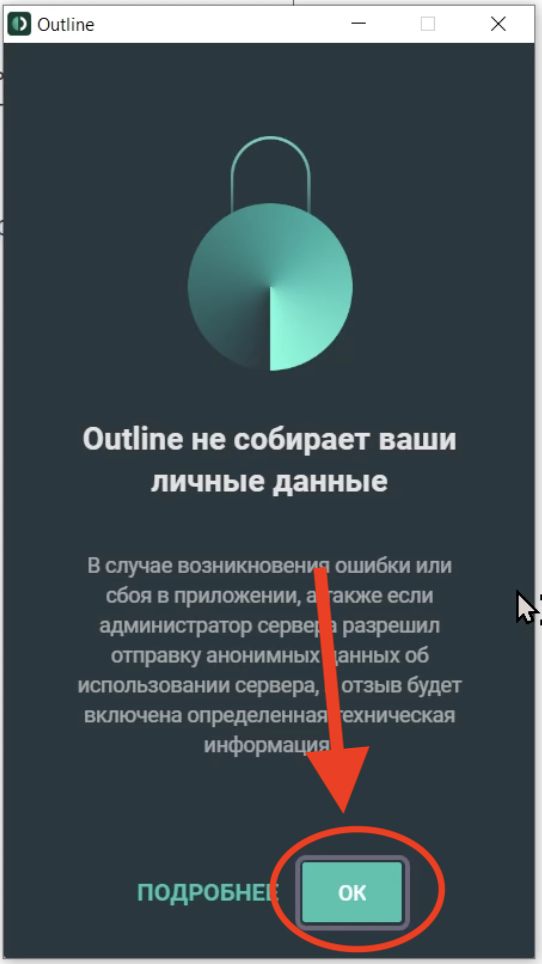 Outline
Outline не собирает ваши
личные данные
В случае возникновения ошибки или
сбоя в приложении, а также если
администратор сервера разрешил
отправку анонимных данных об
использовании сервера, в отзыв будет
включена определенная техническая
информация.
ПОДРОБНЕЕ OK